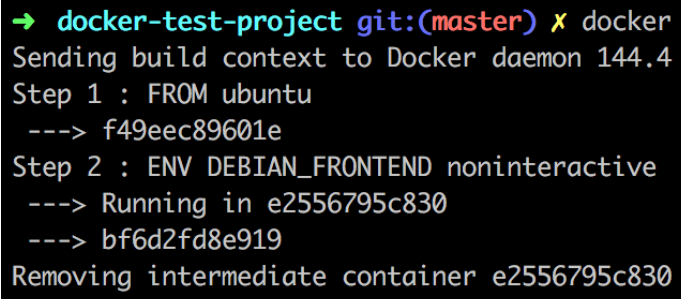 ➜ docker-test-project git:(master) ✗ docker
Sending build context to Docker daemon 144.4
Step 1 : FROM ubuntu
---> f49eec89601e
Step 2 : ENV DEBIAN_FRONTEND noninteractive
---> Running in e2556795c830
---> bf6d2fd8e919
Removing intermediate container e2556795c830